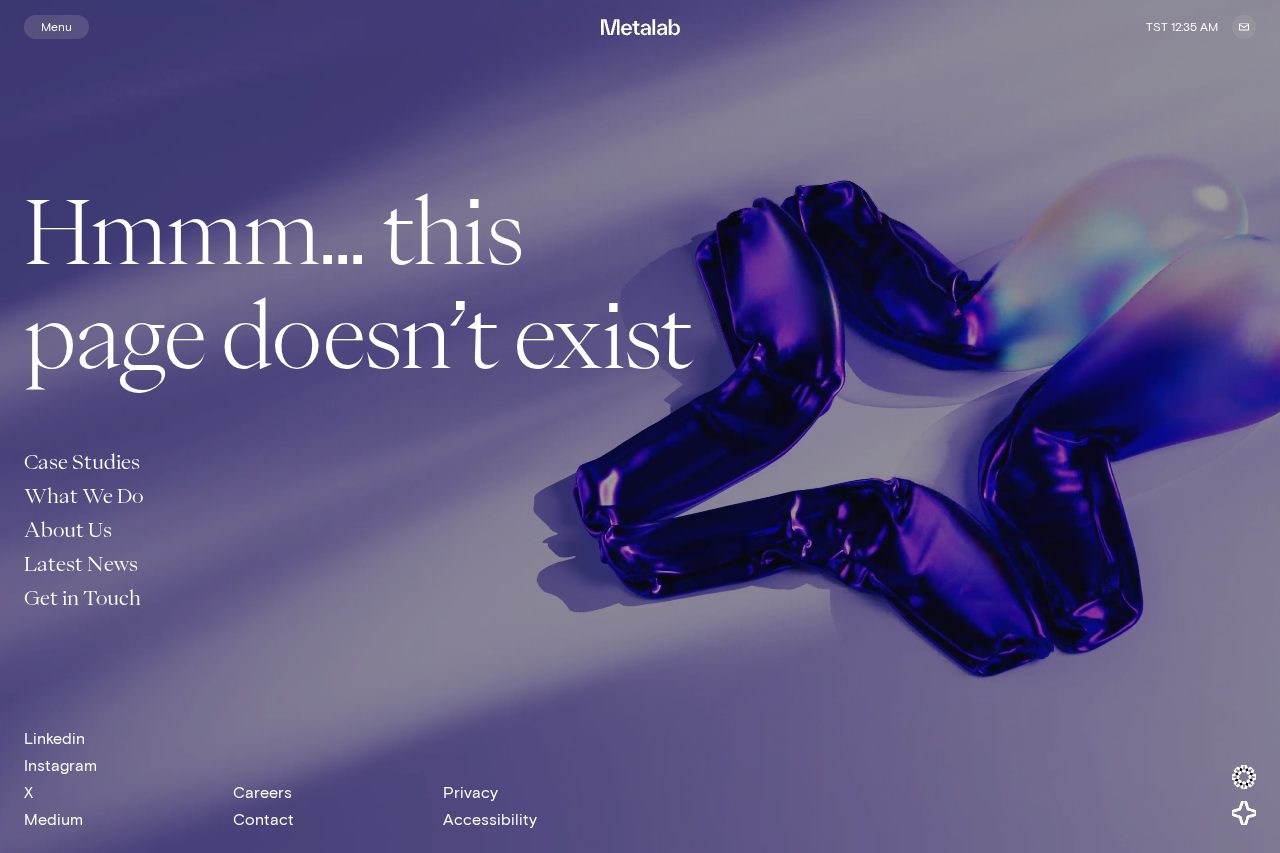 Menu
Metalab
TST 12:35 AM
Hmmm... this
page doesn’t exist
Case Studies
What We Do
About Us
Latest News
Get in Touch
Linkedin
Instagram
X
Medium
Careers
Contact
Privacy
Accessibility